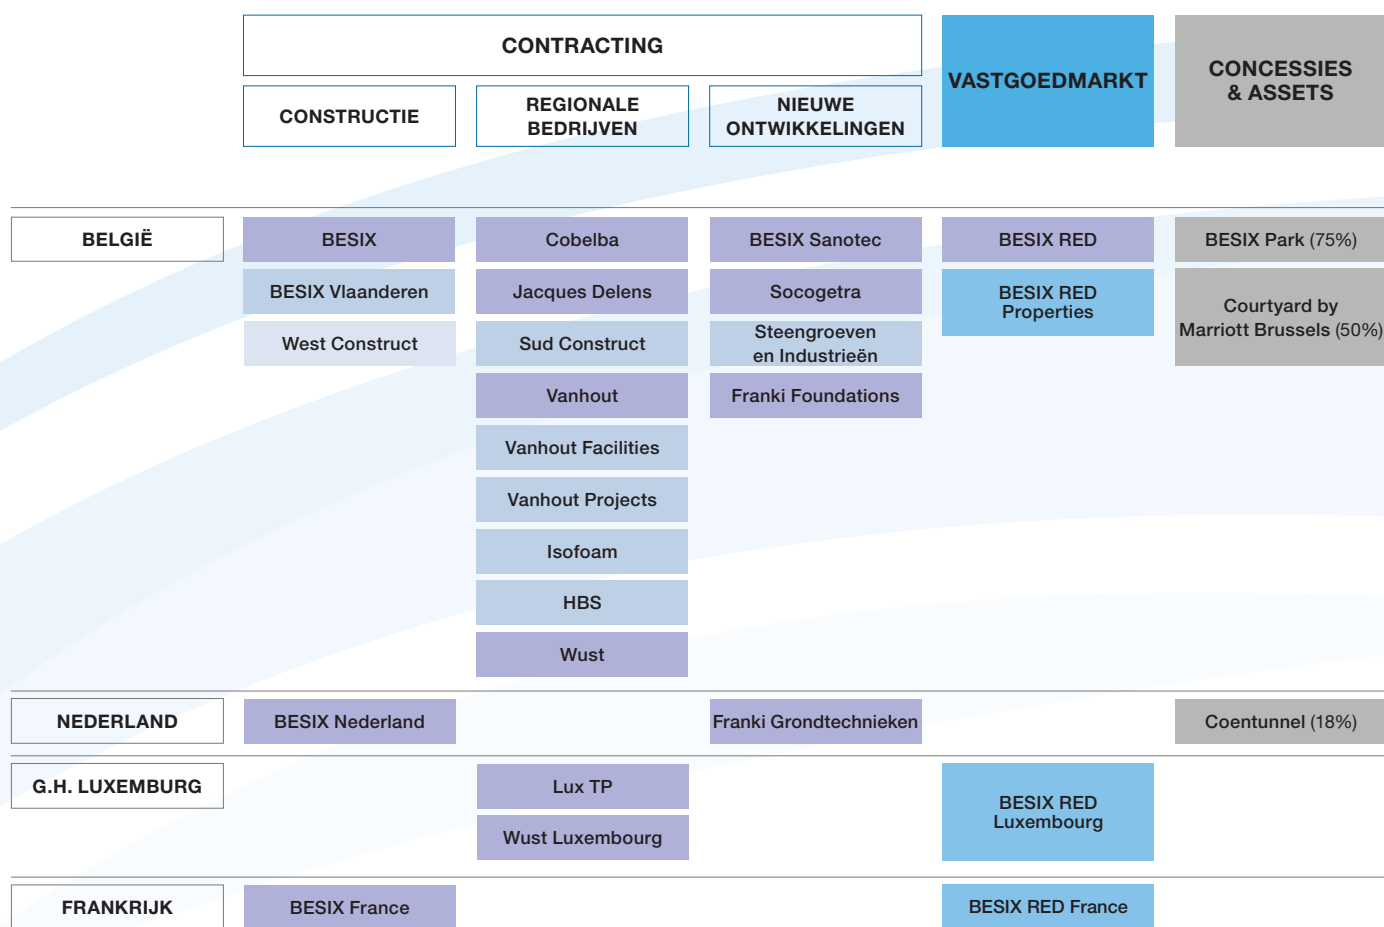 CONTRACTING
VASTGOEDMARKT
CONCESSIES
& ASSETS
CONSTRUCTIE
REGIONALE
BEDRIJVEN
NIEUWE
ONTWIKKELINGEN
BELGIË
BESIX
Cobelba
BESIX Sanotec
BESIX RED
BESIX Park (75%)
BESIX Vlaanderen
Jacques Delens
Socogetra
BESIX RED
Properties
Courtyard by
Marriott Brussels (50%)
West Construct
Sud Construct
Steengroeven
en Industrieën
Vanhout
Franki Foundations
Vanhout Facilities
Vanhout Projects
Isofoam
HBS
Wust
NEDERLAND
BESIX Nederland
Franki Grondtechnieken
Coentunnel (18%)
G.H. LUXEMBURG
Lux TP
BESIX RED
Luxembourg
Wust Luxembourg
FRANKRIJK
BESIX France
BESIX RED France